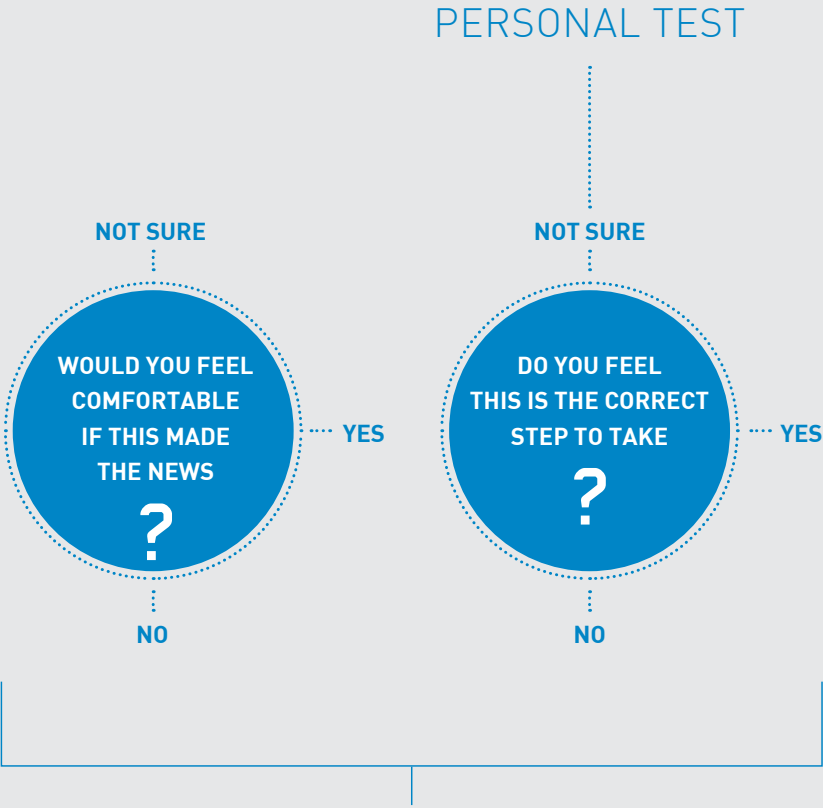 PERSONAL TEST
NOT SURE
WOULD YOU FEEL
COMFORTABLE
IF THIS MADE
THE NEWS
?
YES
NO
NOT SURE
DO YOU FEEL
THIS IS THE CORRECT
STEP TO TAKE
?
YES
NO